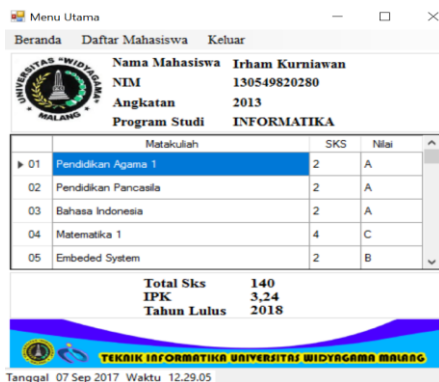 Menu Utama
Beranda Daftar Mahasiswa Keluar
UNIVERSITAS "WIDYAGAMA" MALANG
Nama Mahasiswa Irham Kurniawan
NIM 130549820280
Angkatan 2013
Program Studi INFORMATIKA
Matakuliah SKS Nilai
01 Pendidikan Agama 1 2 A
02 Pendidikan Pancasila 2 A
03 Bahasa Indonesia 2 A
04 Matematika 1 4 C
05 Embeded System 2 B
Total Sks 140
IPK 3,24
Tahun Lulus 2018
TEKNIK INFORMATIKA UNIVERSITAS WIDYAGAMA MALANG
Tanggal 07 Sep 2017 Waktu 12.29.05